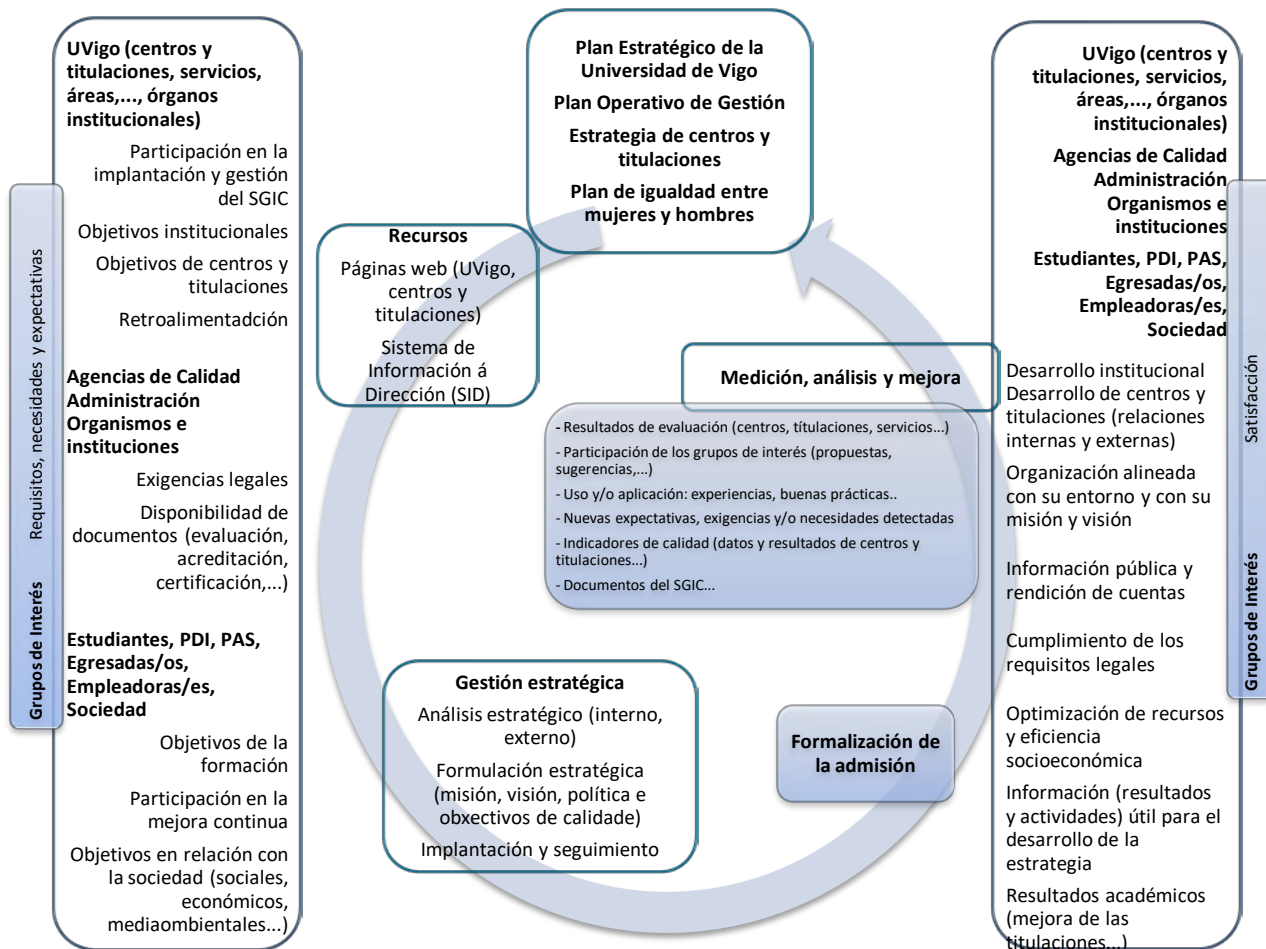 UVigo (centros y
titulaciones, servicios,
áreas,..., órganos
institucionales)
Participación en la
implantación y gestión
del SGIC
Objetivos institucionales
Objetivos de centros y
titulaciones
Retroalimentadción
Agencias de Calidad
Administración
Organismos e
instituciones
Exigencias legales
Disponibilidad de
documentos (evaluación,
acreditación,
certificación,...)
Estudiantes, PDI, PAS,
Egresadas/os,
Empleadoras/es,
Sociedad
Objetivos de la
formación
Participación en la
mejora continua
Objetivos en relación con
la sociedad (sociales,
económicos,
mediaombientales...)
Grupos de Interés Requisitos, necesidades y expectativas
Plan Estratégico de la
Universidad de Vigo
Plan Operativo de Gestión
Estrategia de centros y
titulaciones
Plan de igualdad entre
mujeres y hombres
Recursos
Páginas web (UVigo,
centros y
titulaciones)
Sistema de
Información á
Dirección (SID)
Medición, análisis y mejora
- Resultados de evaluación (centros, títulaciones, servicios...)
- Participación de los grupos de interés (propuestas,
sugerencias,...)
- Uso y/o aplicación: experiencias, buenas prácticas..
- Nuevas expectativas, exigencias y/o necesidades detectadas
- Indicadores de calidad (datos y resultados de centros y
titulaciones...)
- Documentos del SGIC...
Gestión estratégica
Análisis estratégico (interno,
externo)
Formulación estratégica
(misión, visión, política e
obxectivos de calidade)
Implantación y seguimiento
Formalización de
la admisión
UVigo (centros y
titulaciones, servicios,
áreas,..., órganos
institucionales)
Agencias de Calidad
Administración
Organismos e
instituciones
Estudiantes, PDI, PAS,
Egresadas/os,
Empleadoras/es,
Sociedad
Desarrollo institucional
Desarrollo de centros y
titulaciones (relaciones
internas y externas)
Organización alineada
con su entorno y con su
misión y visión
Información pública y
rendición de cuentas
Cumplimiento de los
requisitos legales
Optimización de recursos
y eficiencia
socioeconómica
Información (resultados
y actividades) útil para el
desarrollo de la
estrategia
Resultados académicos
(mejora de las
titulaciones...)
Grupos de Interés Satisfacción